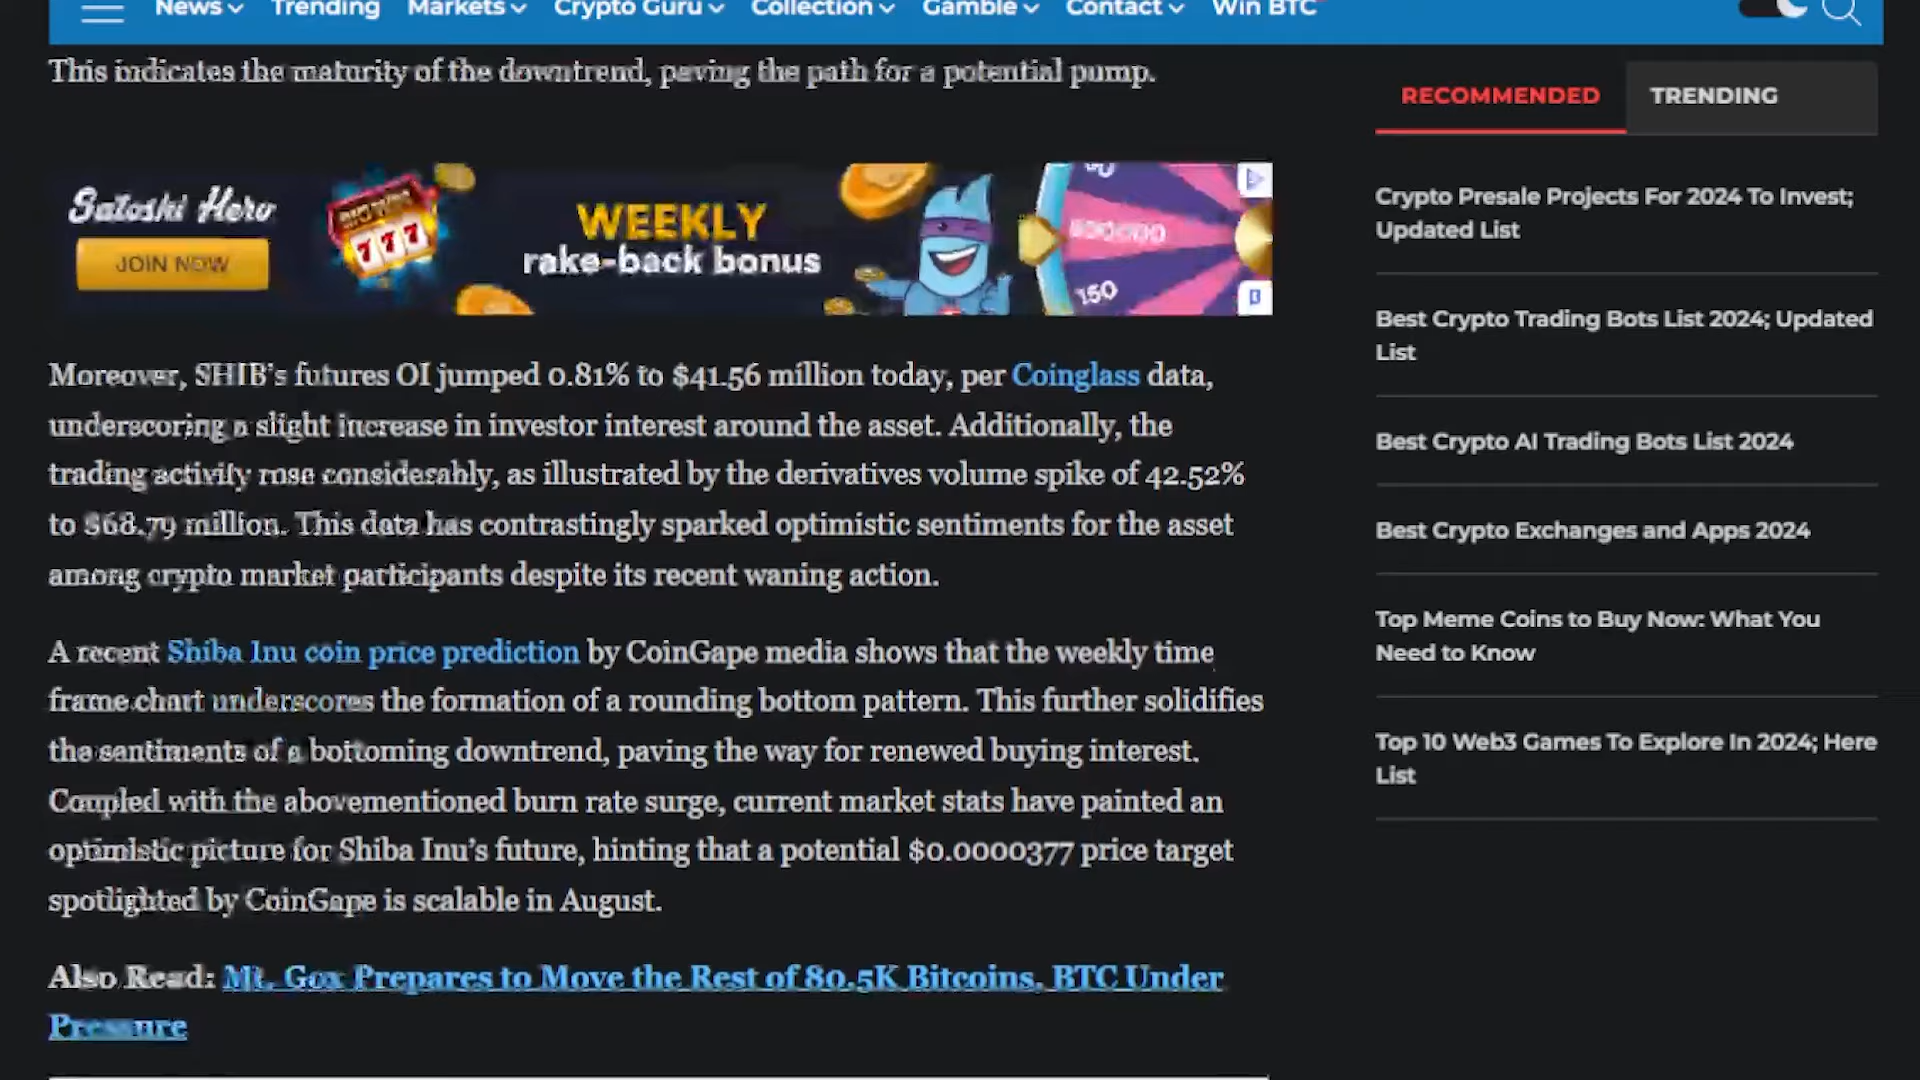 News
Trending
Markets
Crypto Guru
Collection
Gamble
Contact
Win BTC
This indicates the maturity of the downtrend, paving the path for a potential pump.
Satoshi Hero
JOIN NOW
777
WEEKLY
rake-back bonus
150
Moreover, SHIB's futures OI jumped 0.81% to $41.56 million today, per Coinglass data,
underscoring a slight increase in investor interest around the asset. Additionally, the
trading activity rose considerably, as illustrated by the derivatives volume spike of 42.52%
to $68.79 million. This data has contrastingly sparked optimistic sentiments for the asset
among crypto market participants despite its recent waning action.
A recent Shiba Inu coin price prediction by CoinGape media shows that the weekly time
frame chart underscores the formation of a rounding bottom pattern. This further solidifies
the sentiments of a bottoming downtrend, paving the way for renewed buying interest.
Coupled with the abovementioned burn rate surge, current market stats have painted an
optimistic picture for Shiba Inu's future, hinting that a potential $0.0000377 price target
spotlighted by CoinGape is scalable in August.
Also Read: Mt. Gox Prepares to Move the Rest of 80.5K Bitcoins, BTC Under
Pressure
RECOMMENDED
TRENDING
Crypto Presale Projects For 2024 To Invest;
Updated List
Best Crypto Trading Bots List 2024; Updated
List
Best Crypto AI Trading Bots List 2024
Best Crypto Exchanges and Apps 2024
Top Meme Coins to Buy Now: What You
Need to Know
Top 10 Web3 Games To Explore In 2024; Here
List